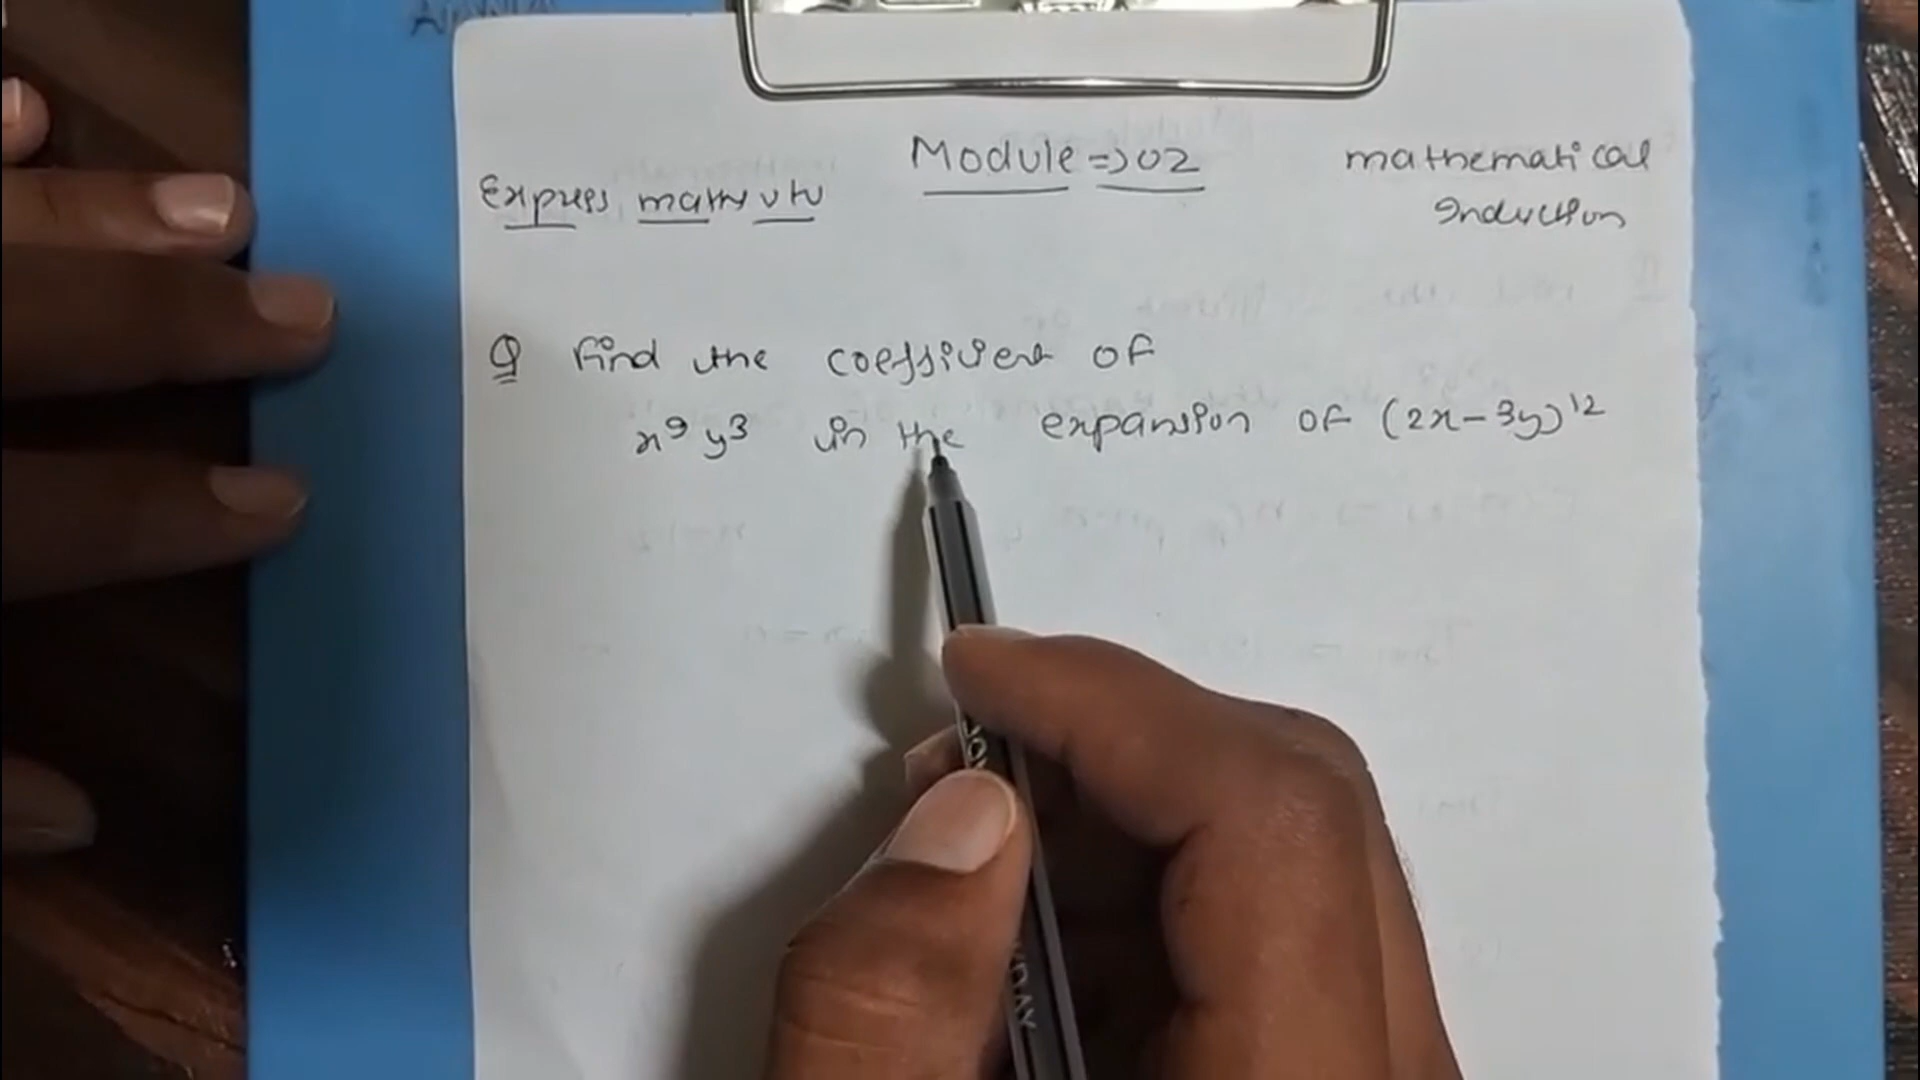 Module => 02
mathematical
Induction
Express maths vtu
Q Find the coefficient of
x⁹ y³ in the expansion of (2x-3y)¹²